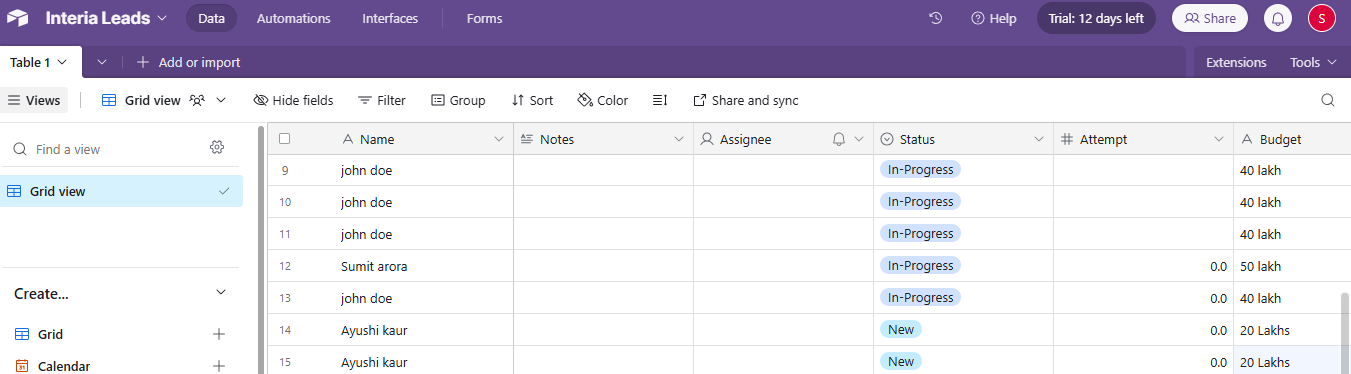 Interia Leads Data Automations Interfaces Forms Help Trial: 12 days left Share S
Table 1 Add or import Extensions Tools
Views Grid view Hide fields Filter Group Sort Color Share and sync
Find a view
Grid view
Create...
Grid
Calendar
Name Notes Assignee Status Attempt Budget
9 john doe In-Progress 40 lakh
10 john doe In-Progress 40 lakh
11 john doe In-Progress 40 lakh
12 Sumit arora In-Progress 0.0 50 lakh
13 john doe In-Progress 0.0 40 lakh
14 Ayushi kaur New 0.0 20 Lakhs
15 Ayushi kaur New 0.0 20 Lakhs